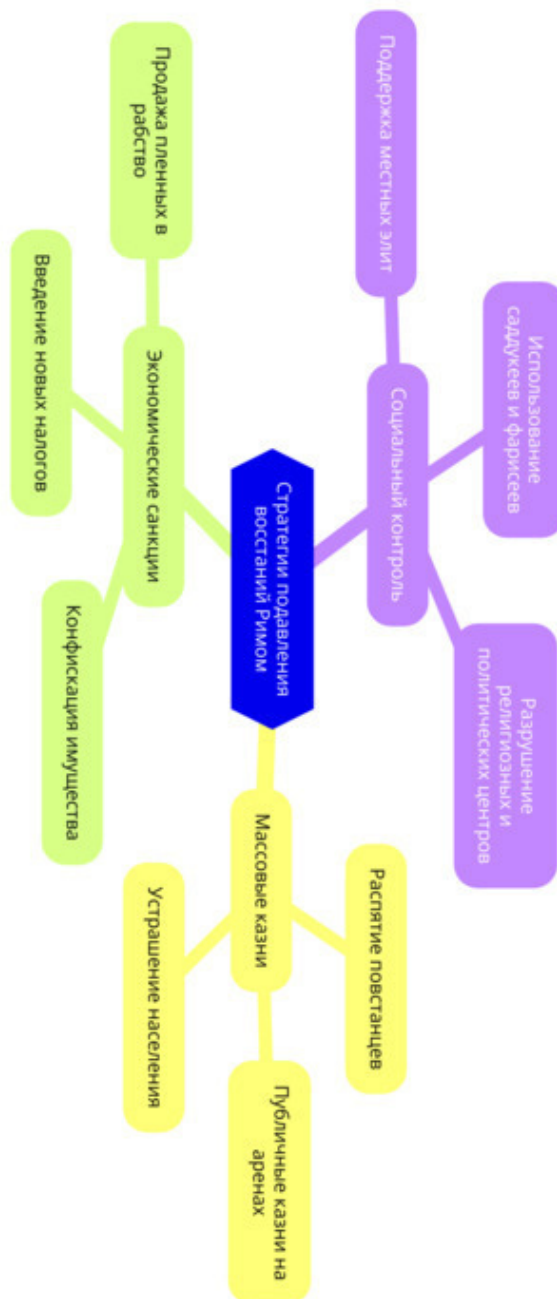 Стратегии подавления
восстаний Римом
Социальный контроль
Поддержка местных элит
Использование
саддукеев и фарисеев
Разрушение
религиозных и
политических центров
Экономические санкции
Продажа пленных в
рабство
Введение новых налогов
Конфискация имущества
Массовые казни
Распятие повстанцев
Публичные казни на
аренах
Устрашение населения